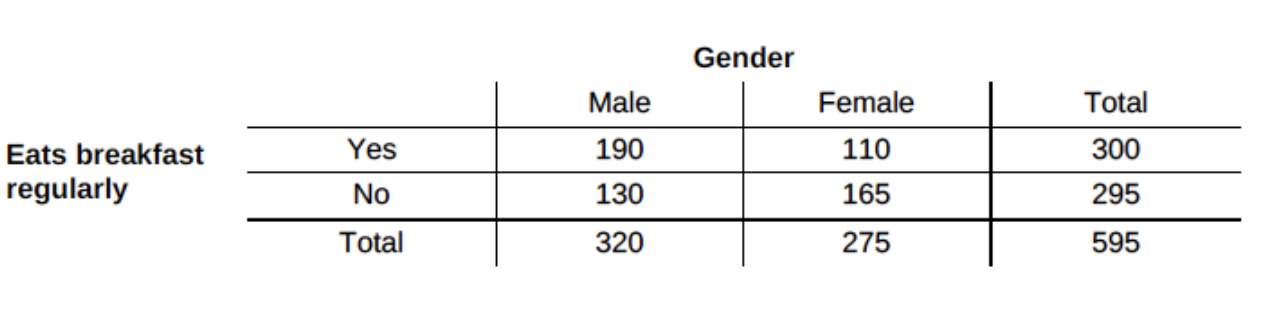 Gender
Male Female Total
Eats breakfast regularly
Yes 190 110 300
No 130 165 295
Total 320 275 595